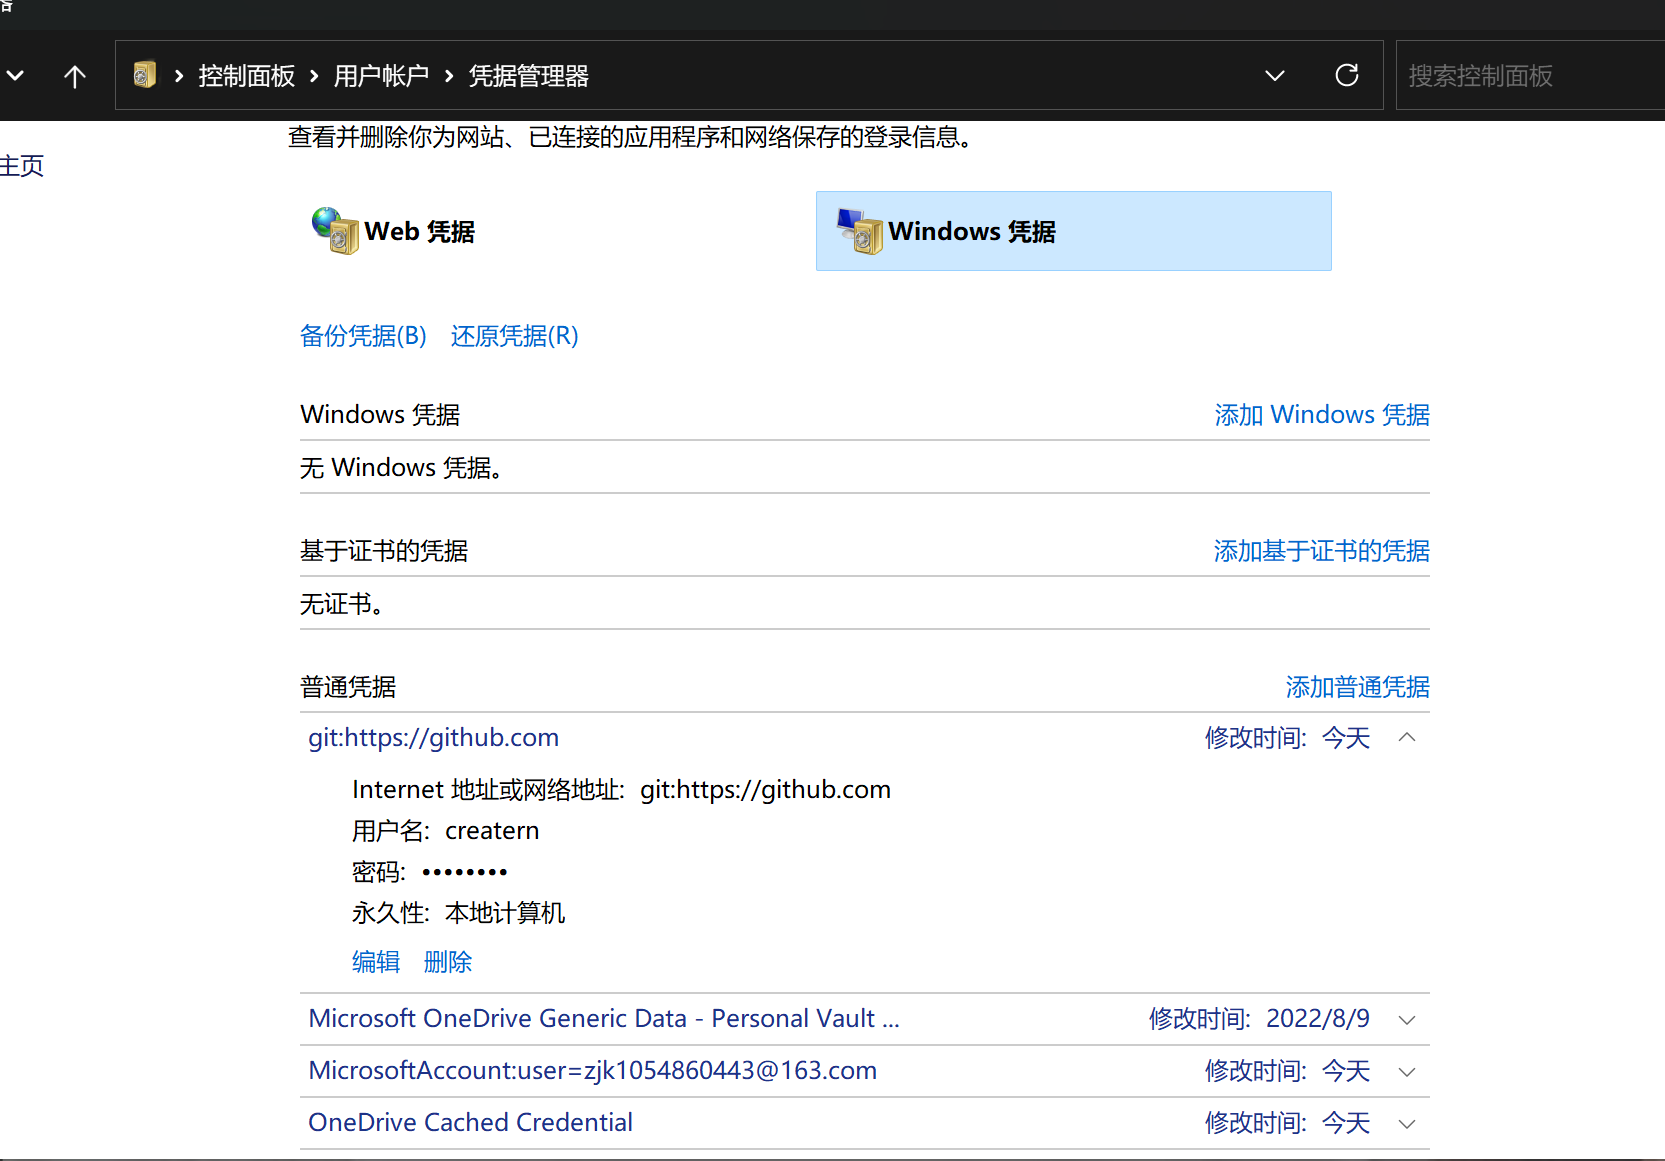 控制面板 › 用户帐户 › 凭据管理器
搜索控制面板
查看并删除你为网站、已连接的应用程序和网络保存的登录信息。
主页
Web 凭据
Windows 凭据
备份凭据(B) 还原凭据(R)
Windows 凭据 添加 Windows 凭据
无 Windows 凭据。
基于证书的凭据 添加基于证书的凭据
无证书。
普通凭据 添加普通凭据
git:https://github.com 修改时间: 今天
Internet 地址或网络地址: git:https://github.com
用户名: creatern
密码: ••••••••
永久性: 本地计算机
编辑 删除
Microsoft OneDrive Generic Data - Personal Vault ... 修改时间: 2022/8/9
MicrosoftAccount:user=zjk1054860443@163.com 修改时间: 今天
OneDrive Cached Credential 修改时间: 今天